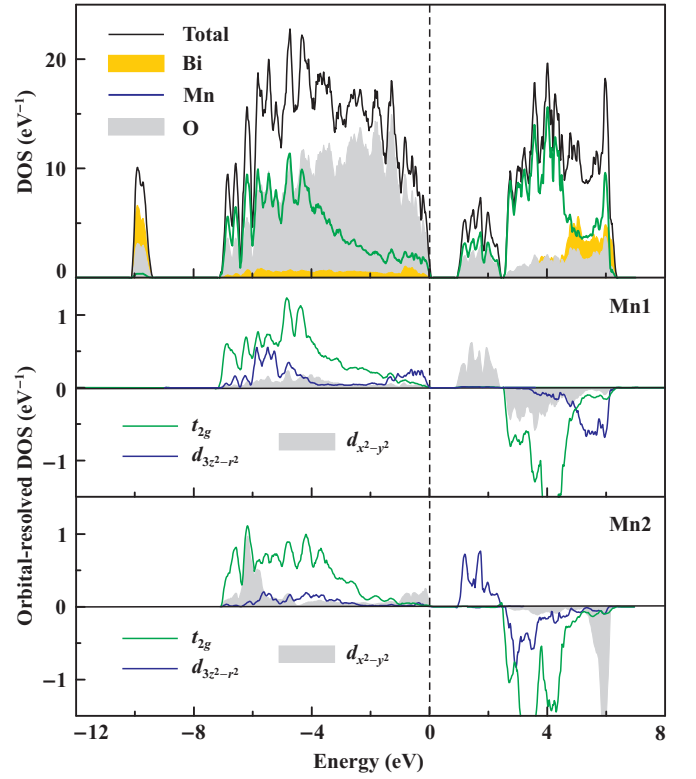 Total
Bi
Mn
O
DOS (eV⁻¹)
20
10
0
Mn1
1
0
−1
t₂g
d₃z²−r²
dx²−y²
Orbital-resolved DOS (eV⁻¹)
Mn2
1
0
−1
t₂g
d₃z²−r²
dx²−y²
−12 −8 −4 0 4 8
Energy (eV)